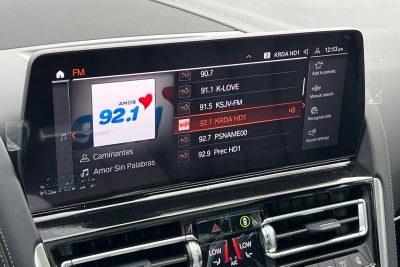 KRDA HD1
12:53 pm
FM
AMOR
92.1
Caminantes
Amor Sin Palabras
90.7
91.1 K-LOVE
91.5 KSJV-FM
92.1 KRDA HD1
92.7 PSNAME00
92.9 Prec HD1
Add to presets
Manual search
Recognize title
Sound settings
LOW
A/C
LOW